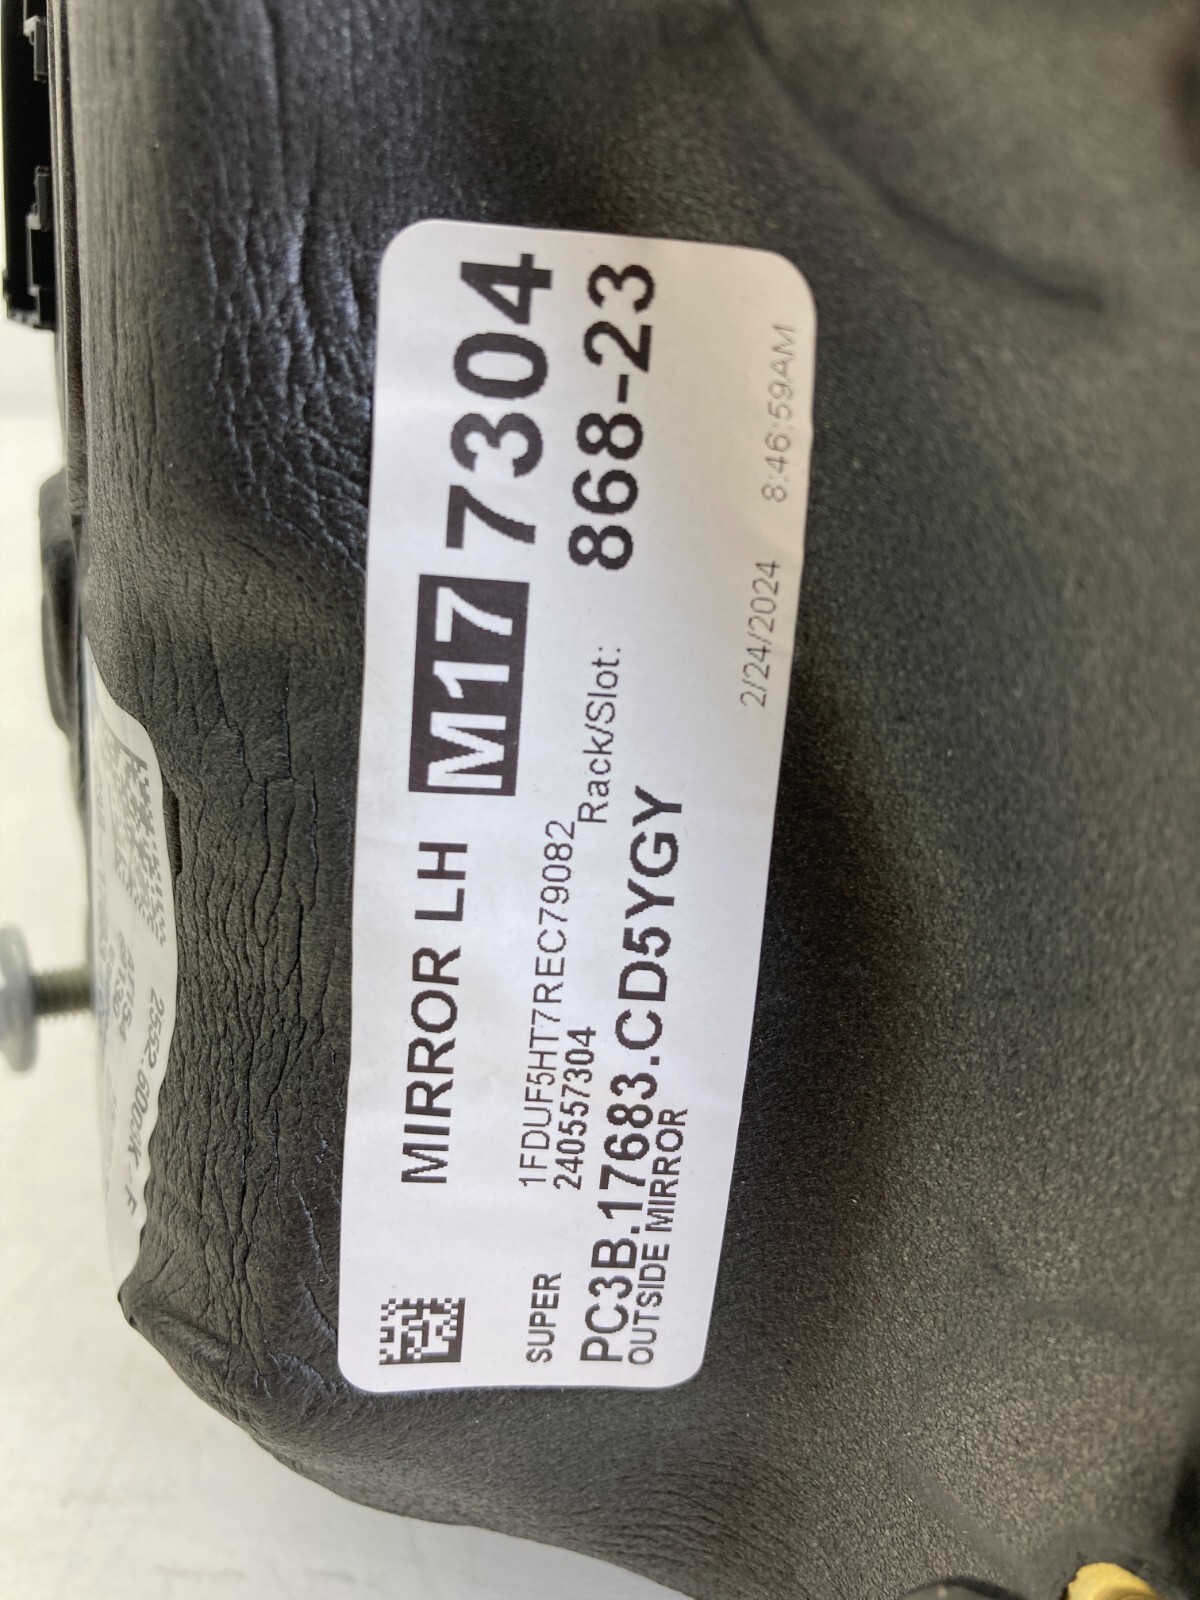 MIRROR LH M17 7304
SUPER 1FDUF5HT7REC79082
240557304 Rack/Slot: 868-23
PC3B.17683.CD5YGY
OUTSIDE MIRROR
2/24/2024 8:46:59AM